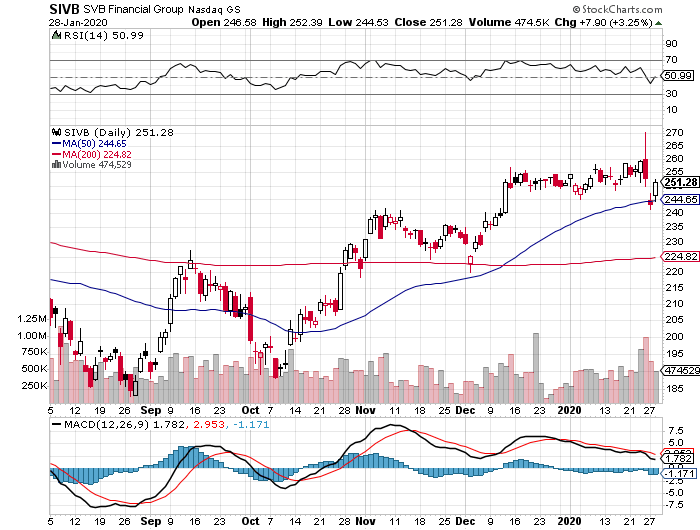 SIVB SVB Financial Group Nasdaq GS © StockCharts.com
28-Jan-2020 Open 246.58 High 252.39 Low 244.53 Close 251.28 Volume 474.5K Chg +7.90 (+3.25%)
RSI(14) 50.99
90
70
50.99
30
10
SIVB (Daily) 251.28
MA(50) 244.65
MA(200) 224.82
Volume 474,529
270
265
260
255
251.28
244.65
240
235
230
224.82
220
215
210
205
200
195
190
185
474529
1.25M
1.00M
750K
500K
250K
5 12 19 26 Sep 9 16 23 Oct 7 14 21 28 Nov 11 18 25 Dec 9 16 23 2020 13 21 27
MACD(12,26,9) 1.782, 2.953, -1.171
7.5
5.0
2.953
1.782
-1.171
-2.5
-5.0
-7.5
5 12 19 26 Sep 9 16 23 Oct 7 14 21 28 Nov 11 18 25 Dec 9 16 23 2020 13 21 27